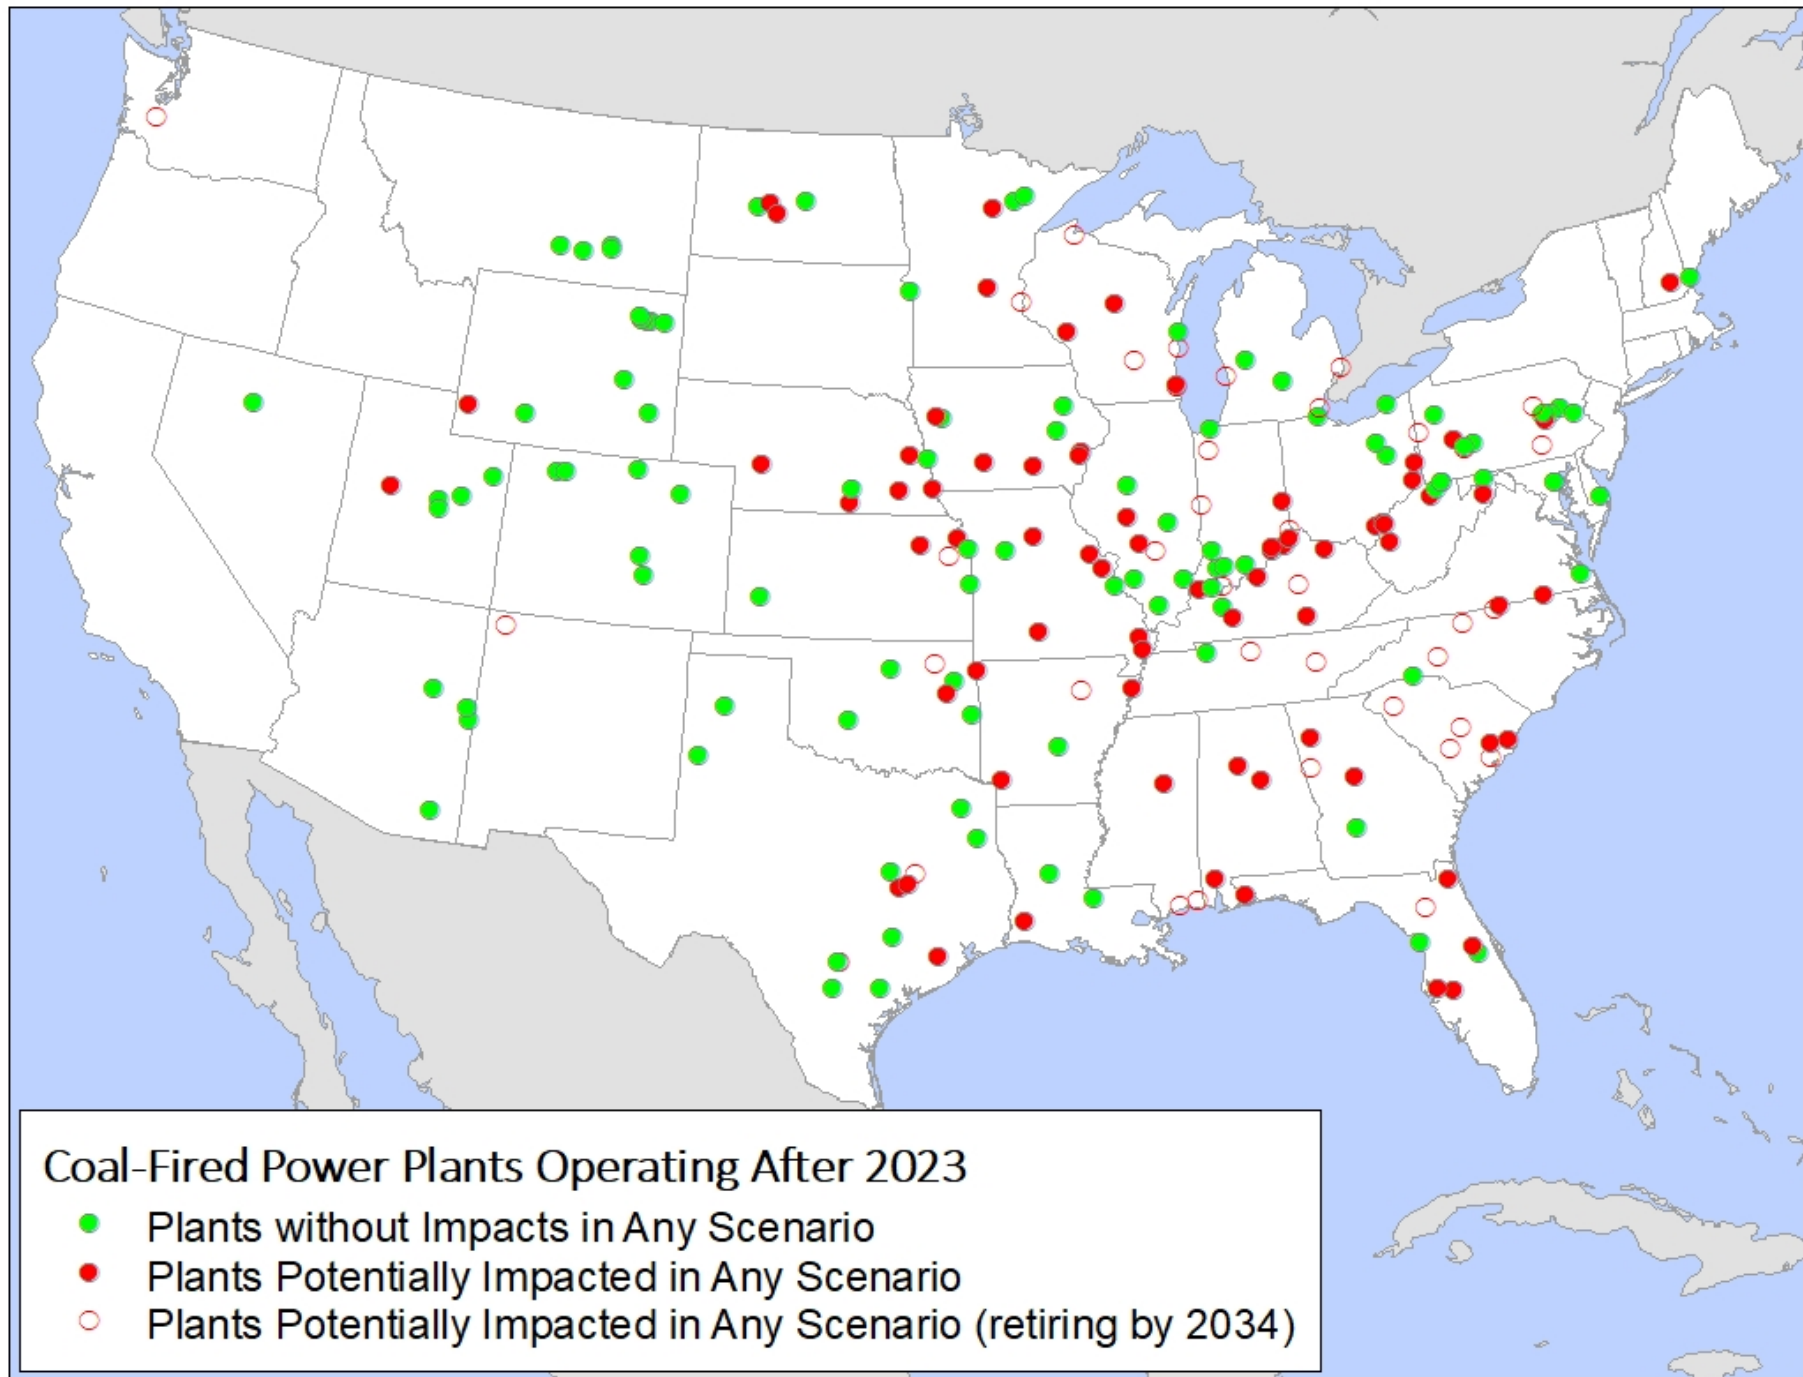 Coal-Fired Power Plants Operating After 2023
Plants without Impacts in Any Scenario
Plants Potentially Impacted in Any Scenario
Plants Potentially Impacted in Any Scenario (retiring by 2034)